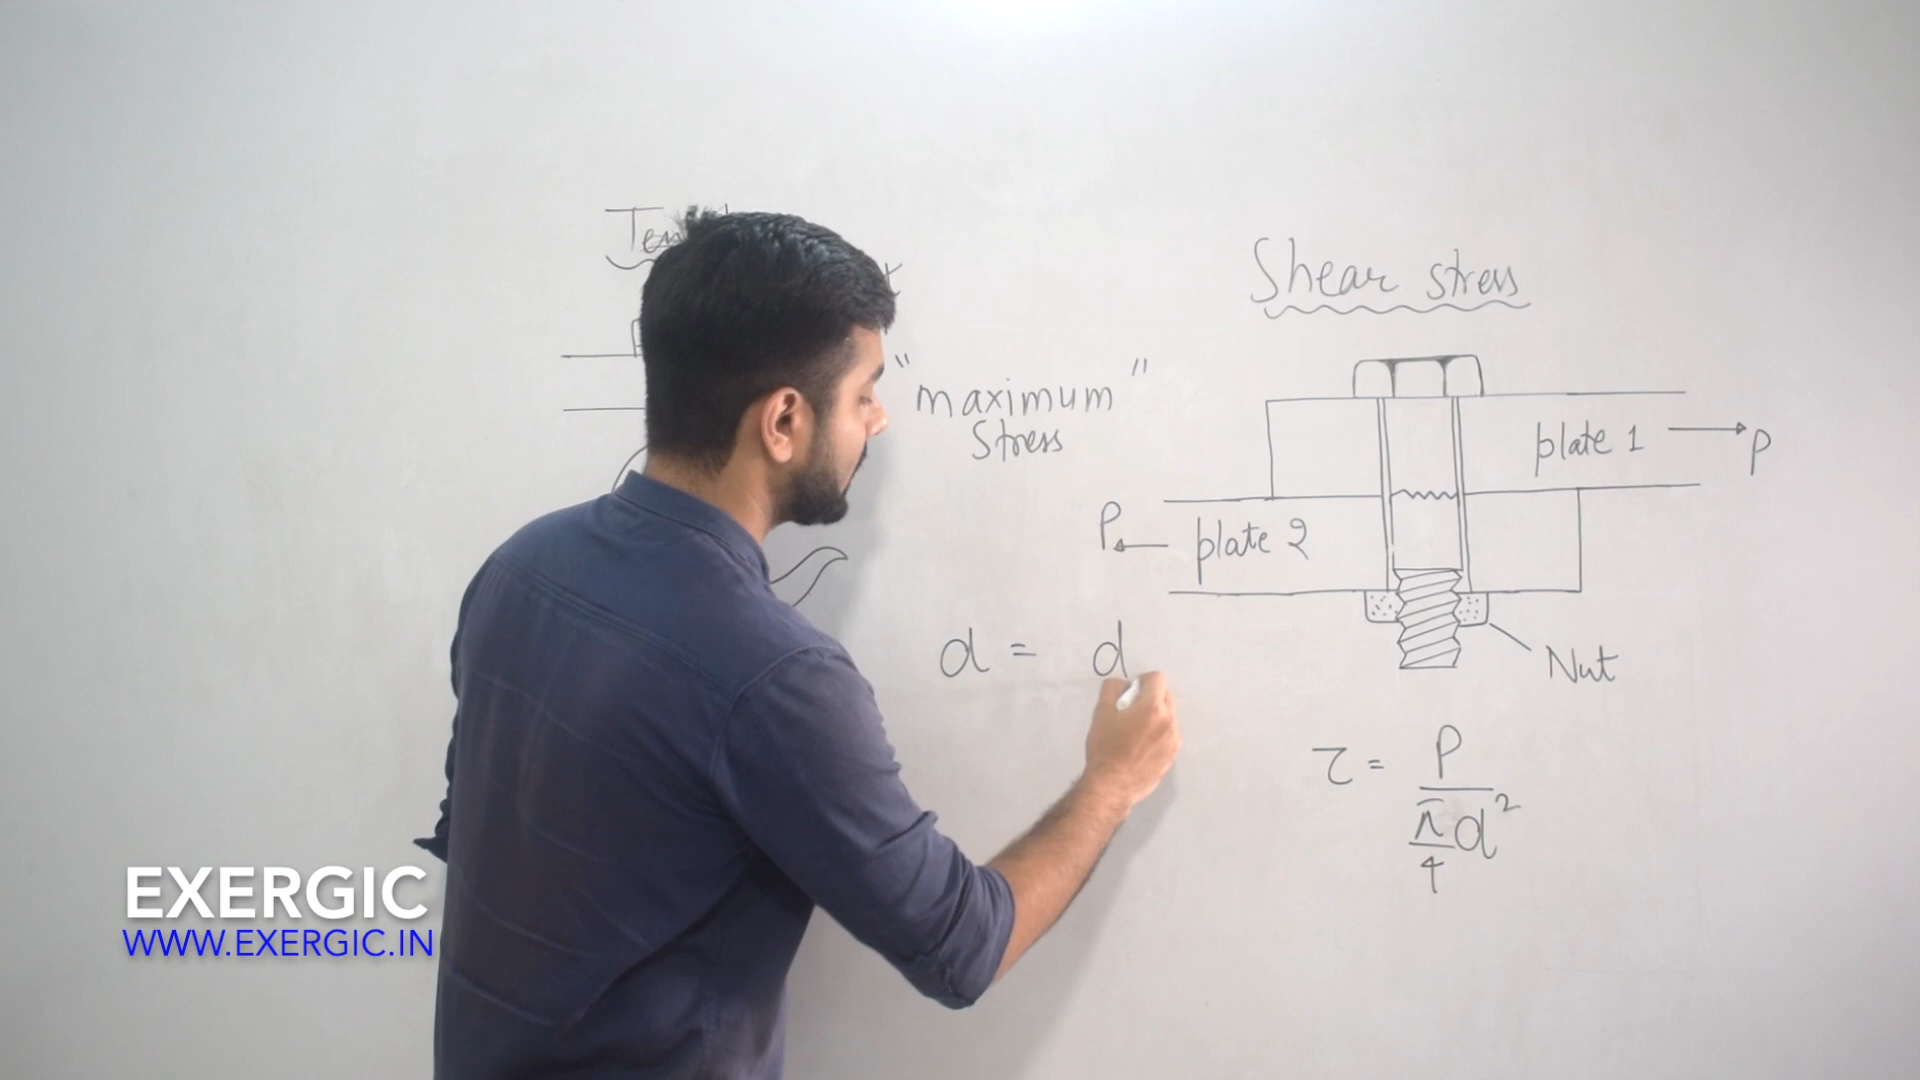 Shear stress
"maximum"
Stress
plate 1
P
P
plate 2
d = d
Nut
τ = P
π/4 d²
EXERGIC
WWW.EXERGIC.IN